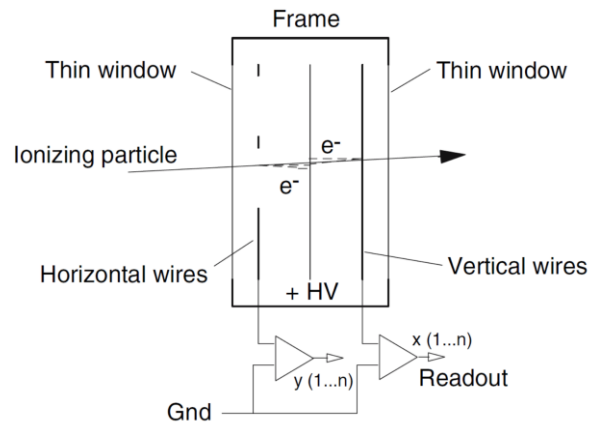 Frame
Thin window
Thin window
Ionizing particle
e-
e-
Horizontal wires
Vertical wires
+ HV
x (1...n)
y (1...n)
Readout
Gnd